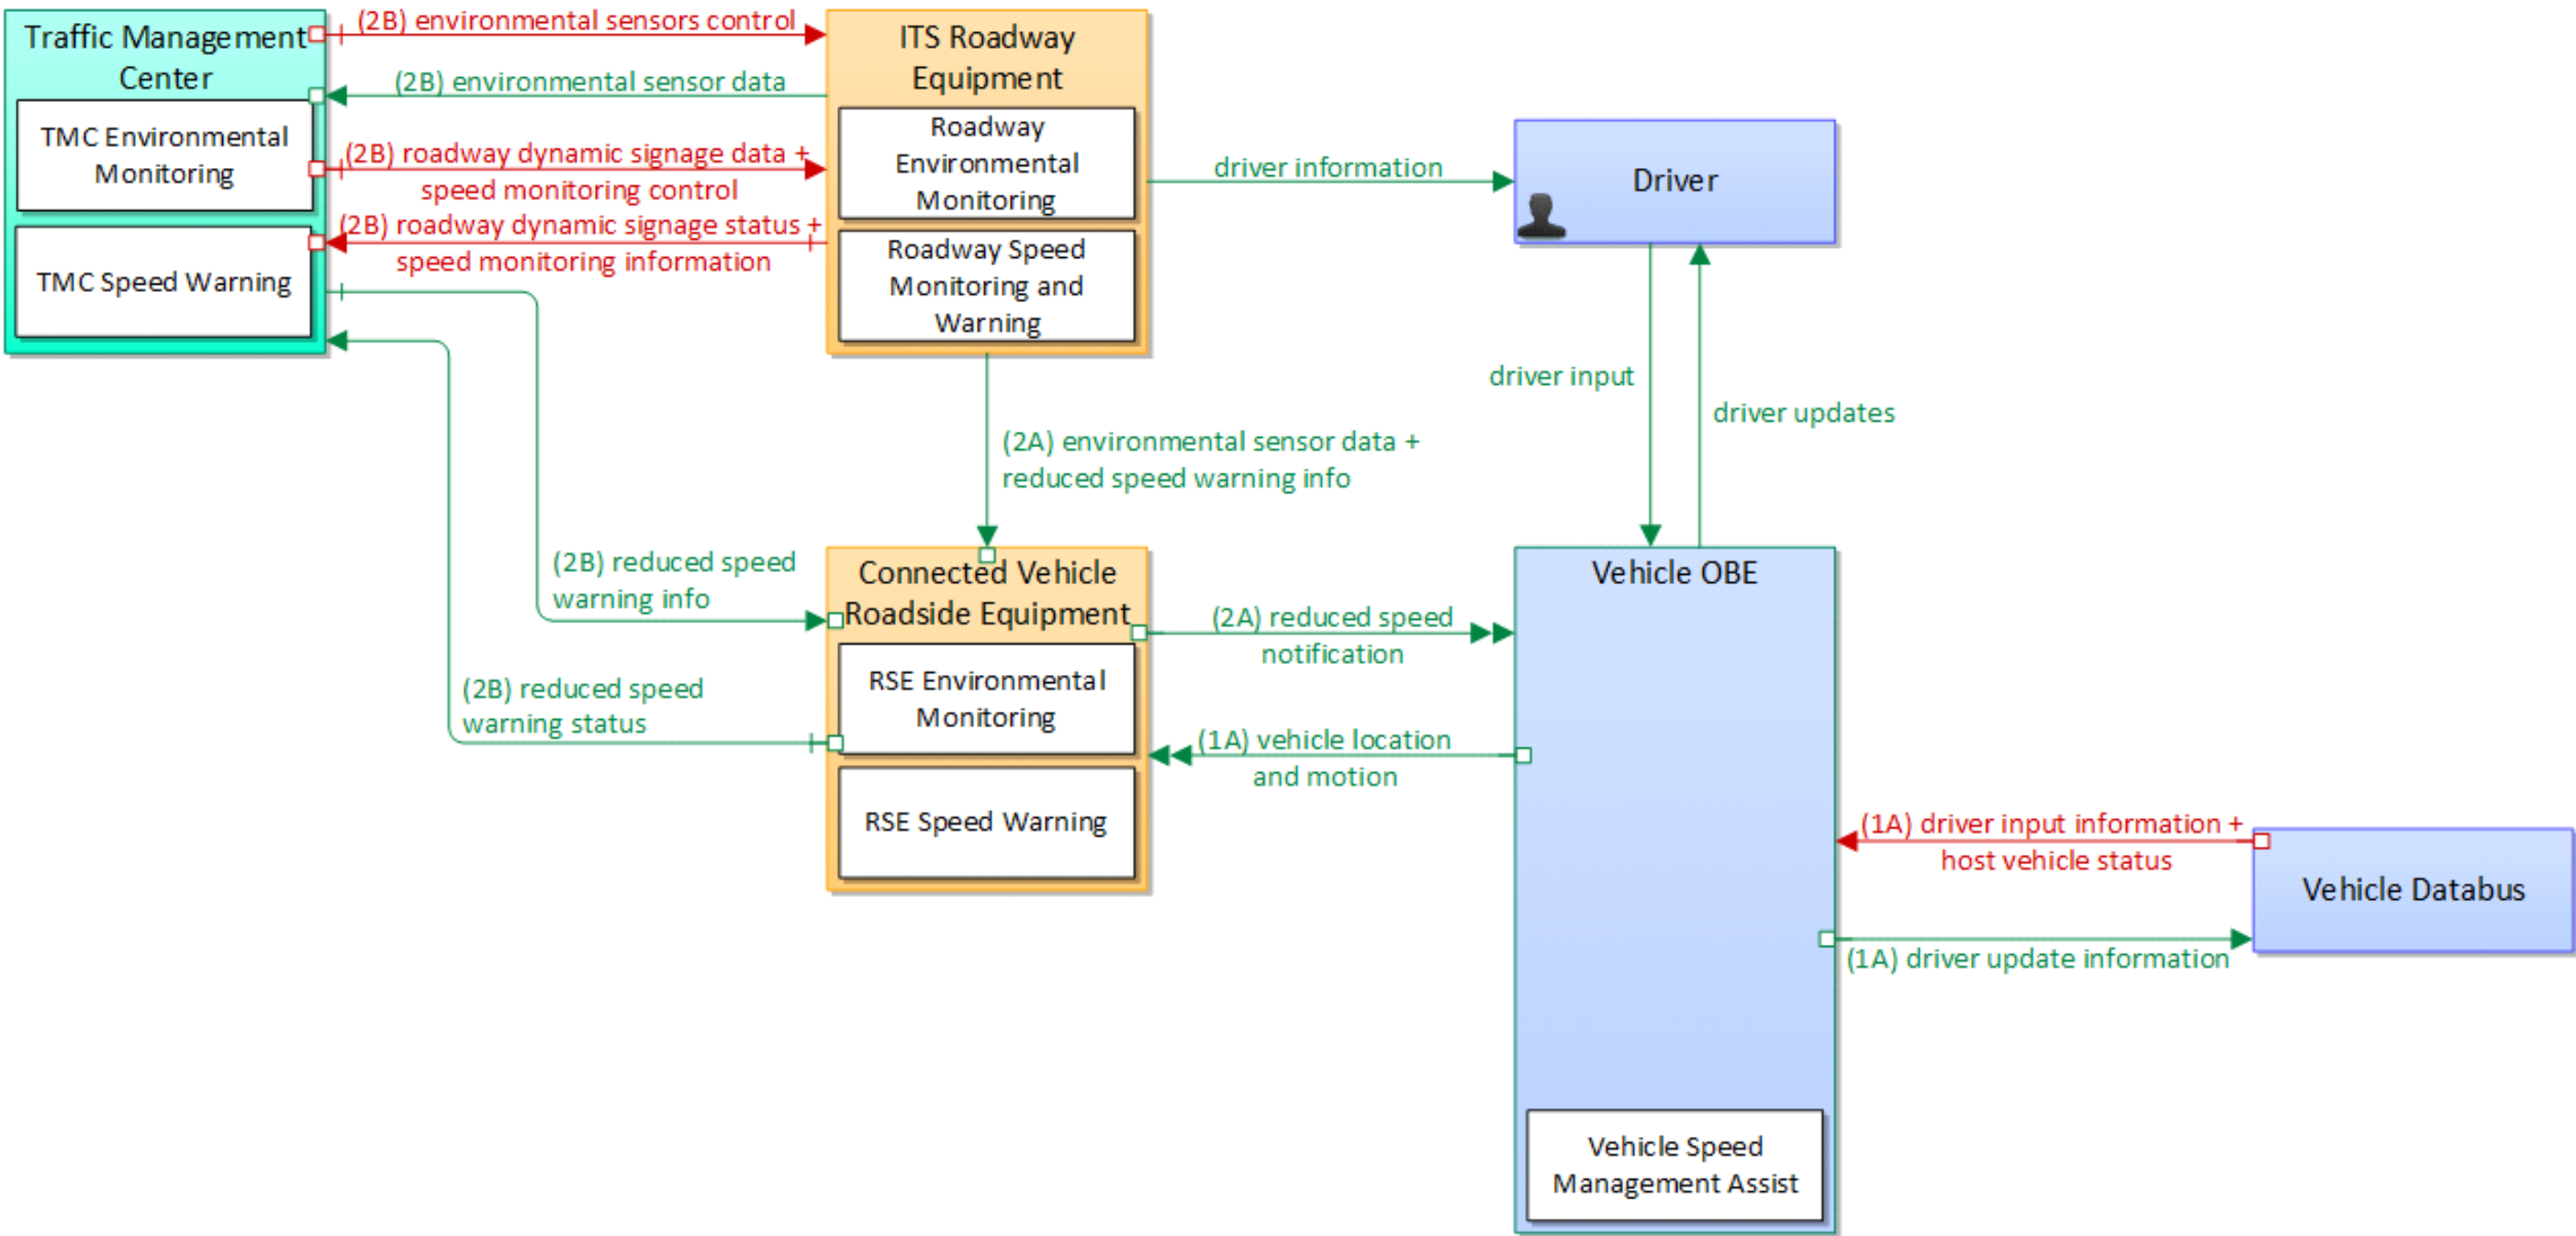 Traffic Management
Center
TMC Environmental
Monitoring
TMC Speed Warning
(2B) environmental sensors control
(2B) environmental sensor data
(2B) roadway dynamic signage data +
speed monitoring control
(2B) roadway dynamic signage status +
speed monitoring information
ITS Roadway
Equipment
Roadway
Environmental
Monitoring
Roadway Speed
Monitoring and
Warning
driver information
Driver
driver input
driver updates
(2A) environmental sensor data +
reduced speed warning info
(2B) reduced speed
warning info
(2B) reduced speed
warning status
Connected Vehicle
Roadside Equipment
RSE Environmental
Monitoring
RSE Speed Warning
(2A) reduced speed
notification
(1A) vehicle location
and motion
Vehicle OBE
Vehicle Speed
Management Assist
(1A) driver input information +
host vehicle status
(1A) driver update information
Vehicle Databus